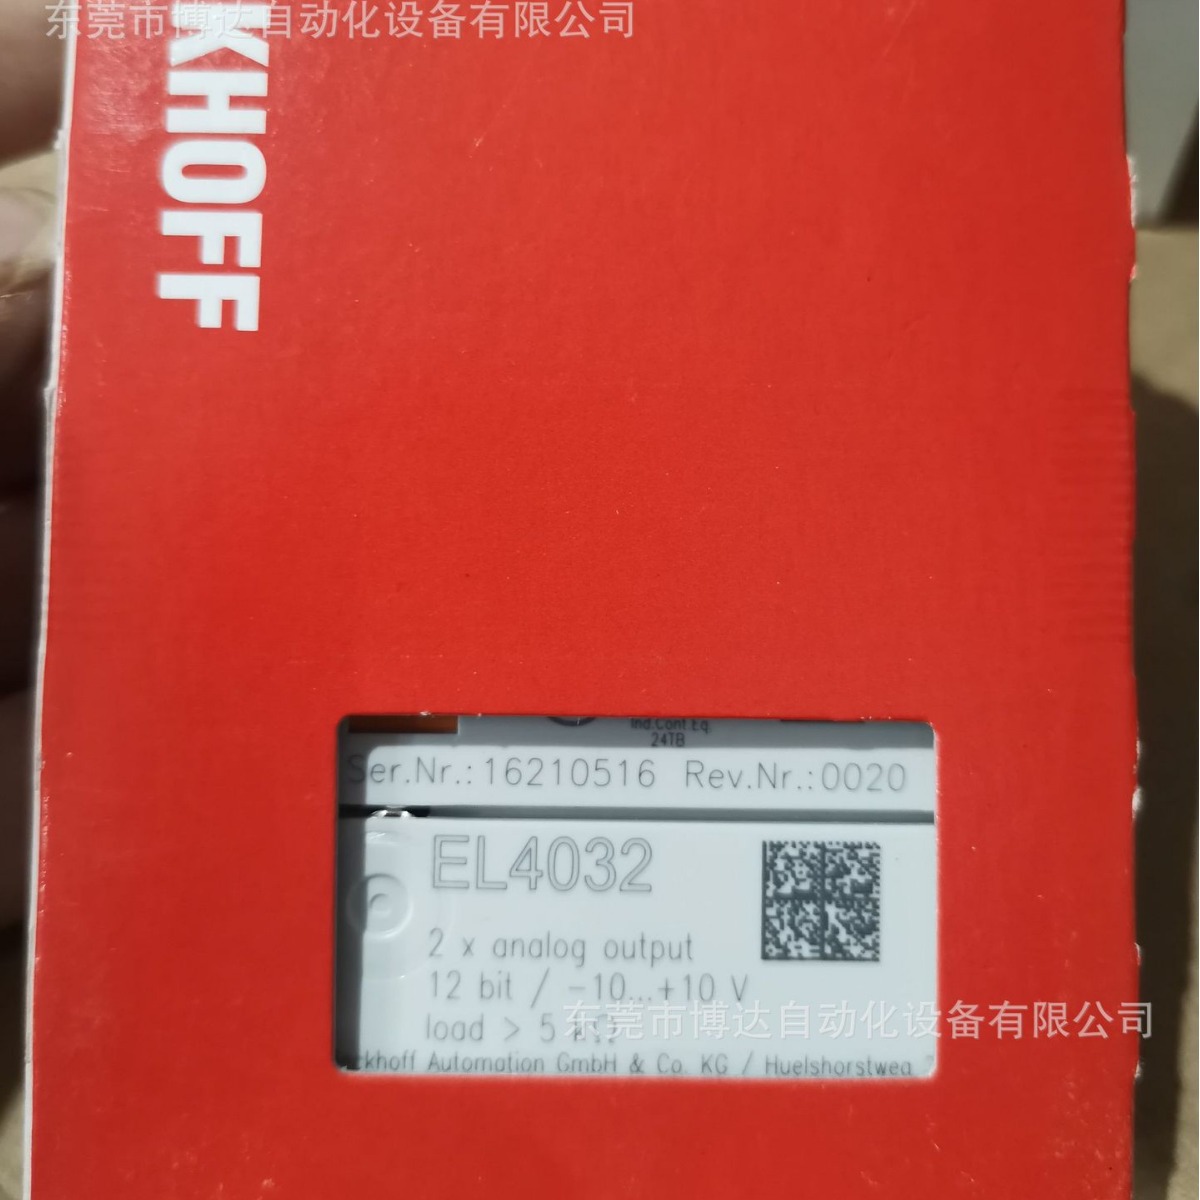 东莞市博达自动化设备有限公司
KHOFF
Ind.Cont.Eq.
24TB
Ser.Nr.: 16210516 Rev.Nr.: 0020
EL4032
2 x analog output
12 bit / -10...+10 V
load > 5 kΩ
东莞市博达自动化设备有限公司
ckhoff Automation GmbH & Co. KG / Huelshorstweg